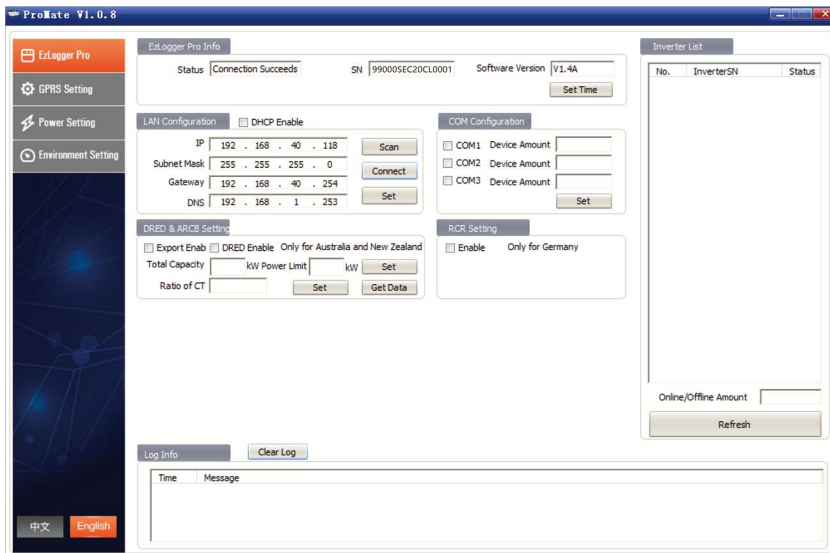 ProMate V1.0.8
EzLogger Pro
GPRS Setting
Power Setting
Environment Setting
中文
English
EzLogger Pro Info
Status Connection Succeeds SN 99000SEC20CL0001 Software Version V1.4A
Set Time
LAN Configuration DHCP Enable
IP 192 . 168 . 40 . 118 Scan
Subnet Mask 255 . 255 . 255 . 0 Connect
Gateway 192 . 168 . 40 . 254
DNS 192 . 168 . 1 . 253 Set
COM Configuration
COM1 Device Amount
COM2 Device Amount
COM3 Device Amount
Set
DRED & ARCB Setting
Export Enab DRED Enable Only for Australia and New Zealand
Total Capacity kW Power Limit kW Set
Ratio of CT Set Get Data
RCR Setting
Enable Only for Germany
Inverter List
No. InverterSN Status
Online/Offline Amount
Refresh
Log Info Clear Log
Time Message